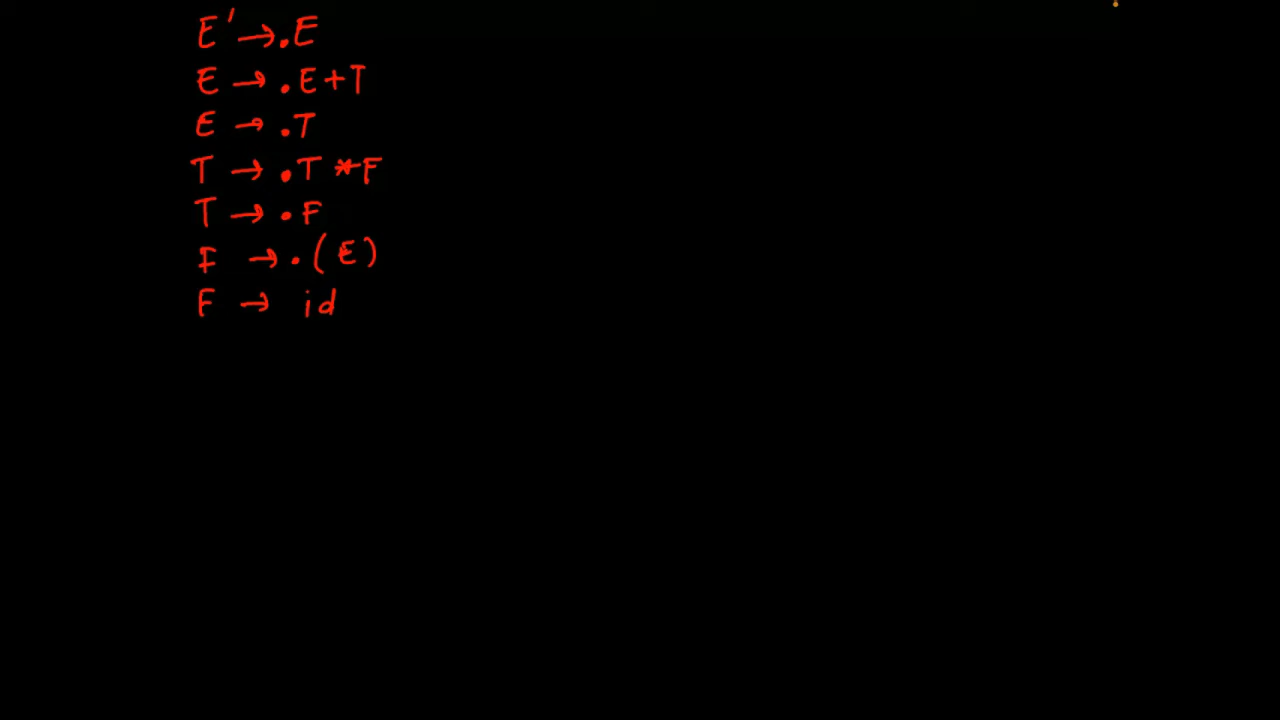 E' → .E
E → .E+T
E → .T
T → .T *F
T → .F
F → .(E)
F → id